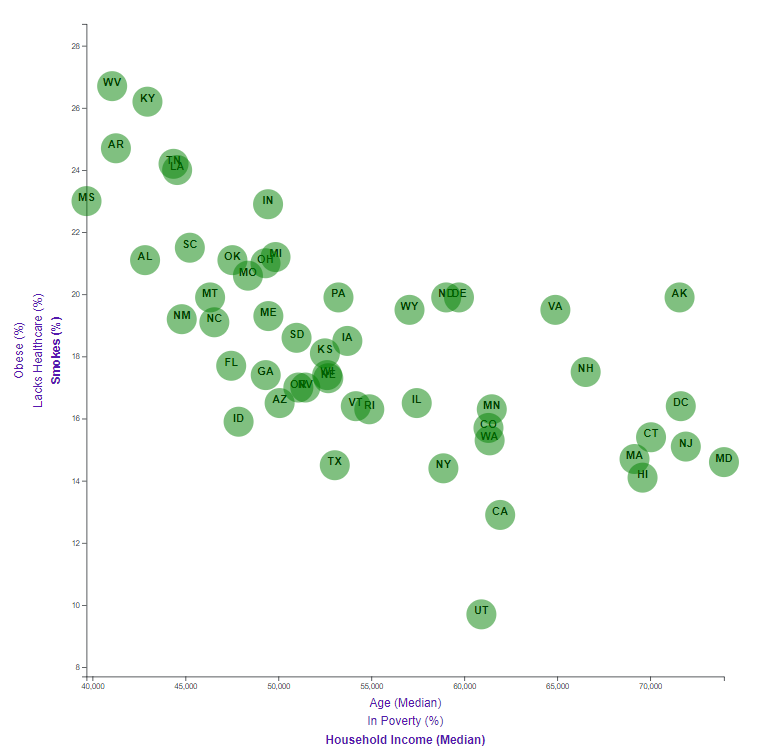 28
26
24
22
20
18
16
14
12
10
8
Obese (%)
Lacks Healthcare (%)
Smokes (%)
WV
KY
AR
TN
LA
MS
IN
SC
AL
OK
OH
MI
MO
MT
PA
ND
DE
AK
NM
NC
ME
WY
VA
SD
IA
KS
FL
GA
WI
NE
NH
OR
NV
AZ
ID
VT
RI
IL
MN
DC
CO
WA
CT
NJ
TX
NY
MA
HI
MD
CA
UT
40,000 45,000 50,000 55,000 60,000 65,000 70,000
Age (Median)
In Poverty (%)
Household Income (Median)